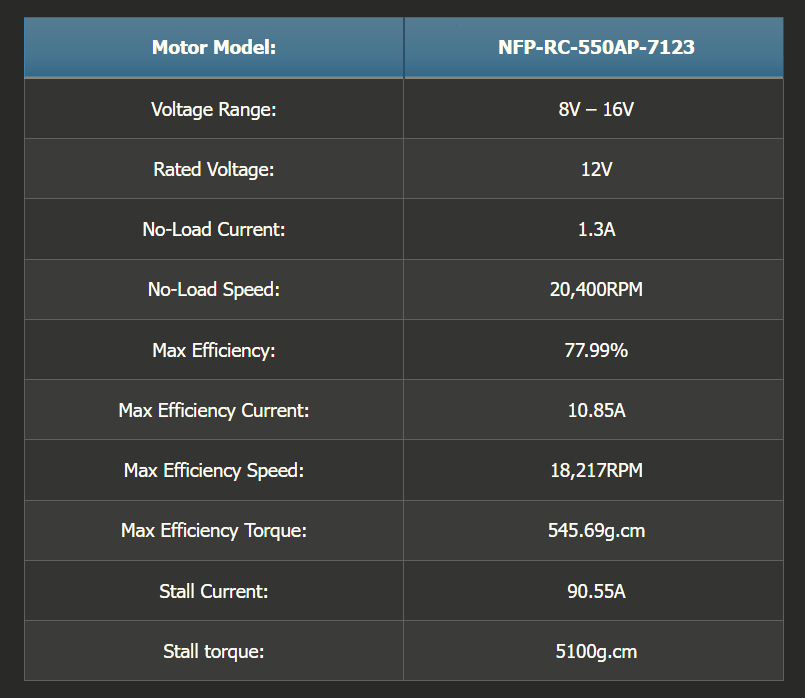 Motor Model: NFP-RC-550AP-7123
Voltage Range: 8V – 16V
Rated Voltage: 12V
No-Load Current: 1.3A
No-Load Speed: 20,400RPM
Max Efficiency: 77.99%
Max Efficiency Current: 10.85A
Max Efficiency Speed: 18,217RPM
Max Efficiency Torque: 545.69g.cm
Stall Current: 90.55A
Stall torque: 5100g.cm